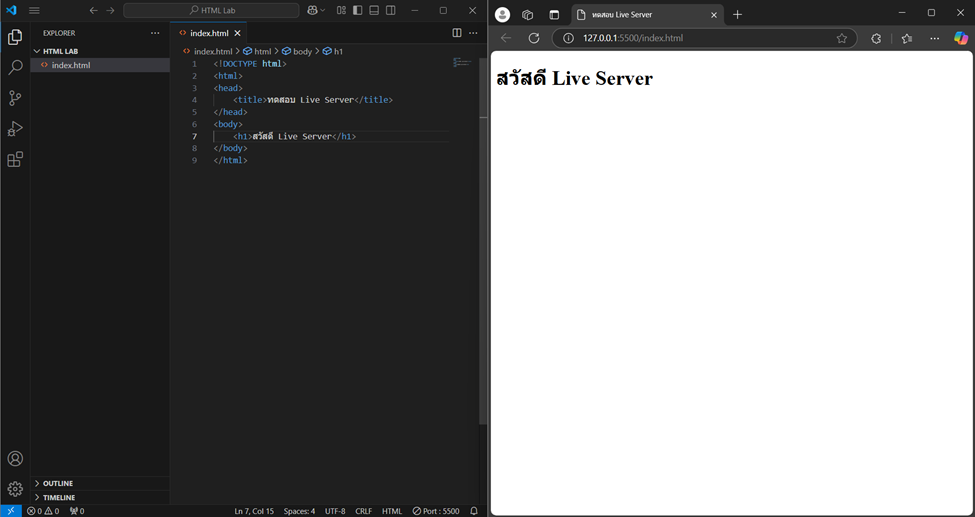 HTML Lab
EXPLORER
HTML LAB
index.html
OUTLINE
TIMELINE
index.html
index.html > html > body > h1
1 <!DOCTYPE html>
2 <html>
3 <head>
4 <title>ทดสอบ Live Server</title>
5 </head>
6 <body>
7 <h1>สวัสดี Live Server</h1>
8 </body>
9 </html>
0 0 0 Ln 7, Col 15 Spaces: 4 UTF-8 CRLF HTML Port : 5500
ทดสอบ Live Server
127.0.0.1:5500/index.html
สวัสดี Live Server